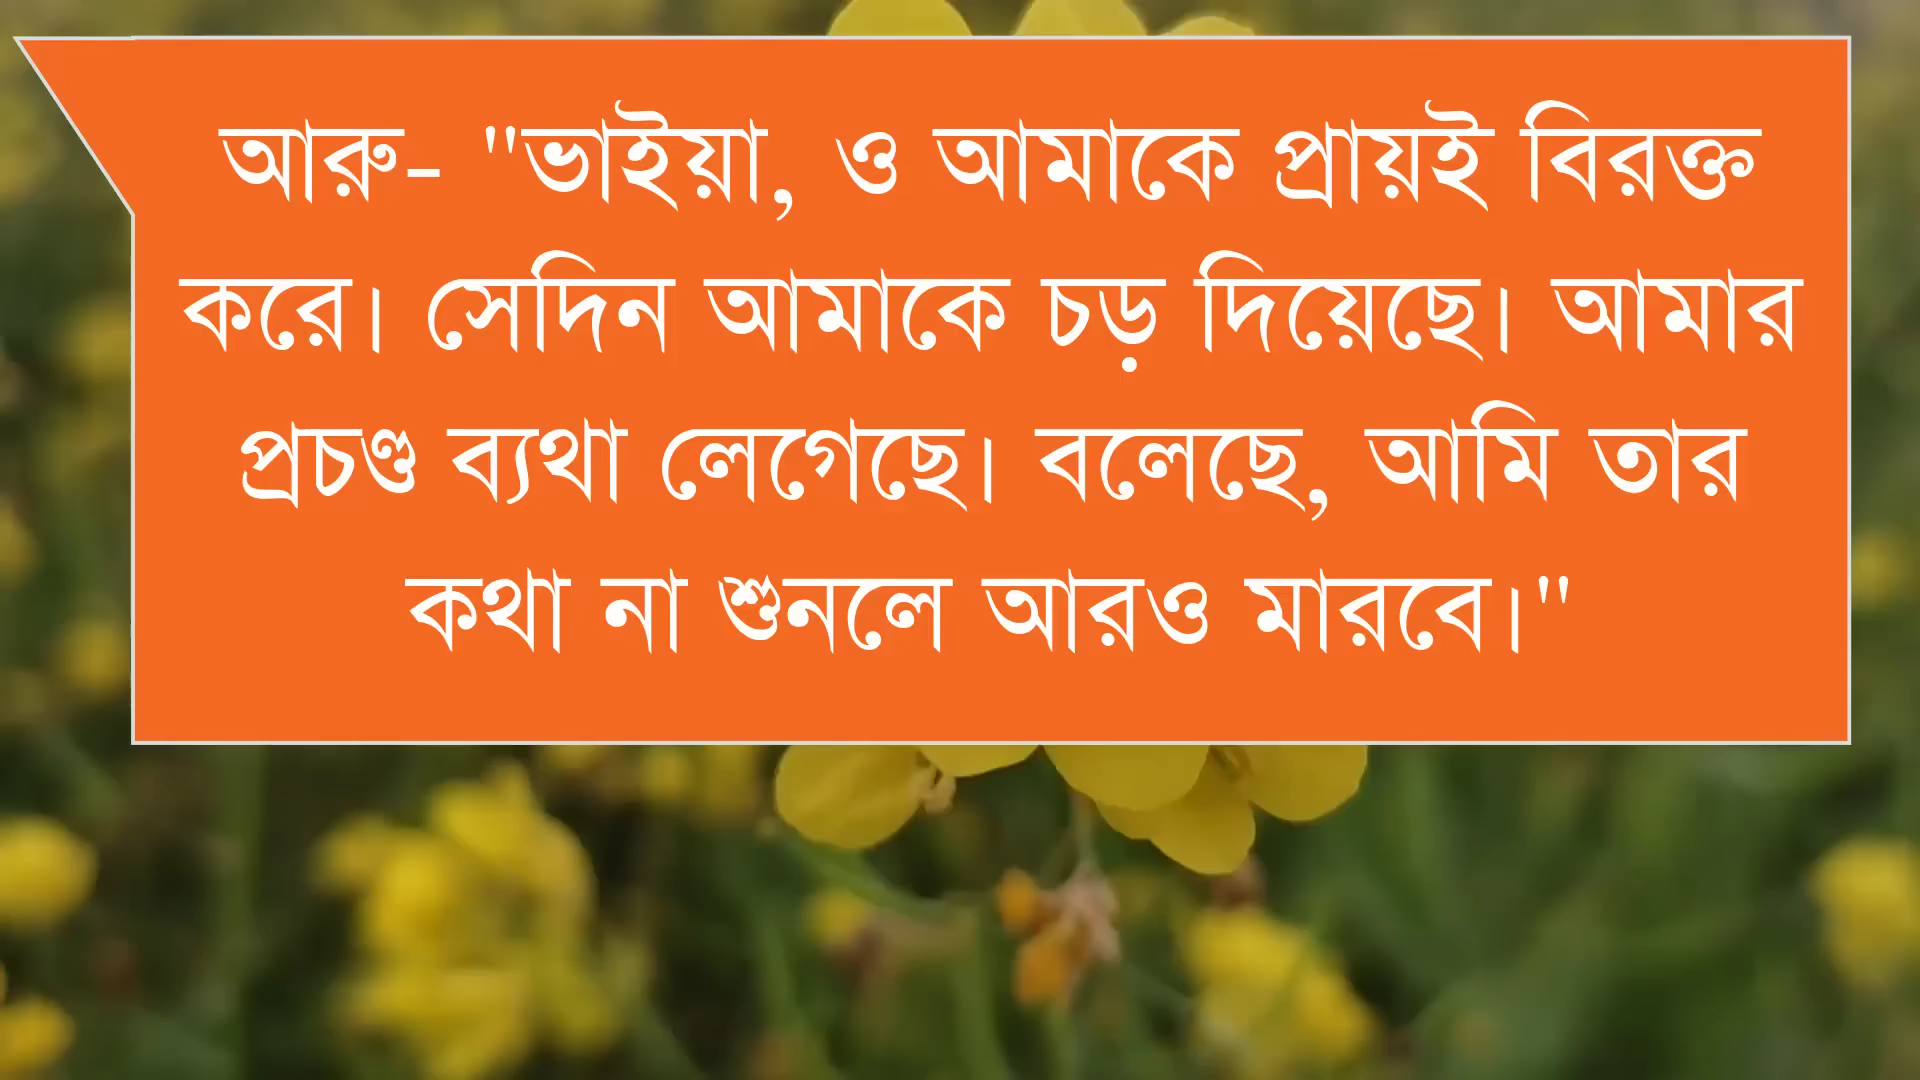 আরু- "ভাইয়া, ও আমাকে প্রায়ই বিরক্ত
করে। সেদিন আমাকে চড় দিয়েছে। আমার
প্রচণ্ড ব্যথা লেগেছে। বলেছে, আমি তার
কথা না শুনলে আরও মারবে।"